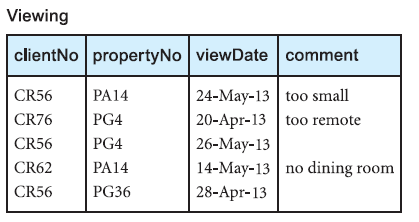 Viewing
clientNo propertyNo viewDate comment
CR56 PA14 24-May-13 too small
CR76 PG4 20-Apr-13 too remote
CR56 PG4 26-May-13
CR62 PA14 14-May-13 no dining room
CR56 PG36 28-Apr-13